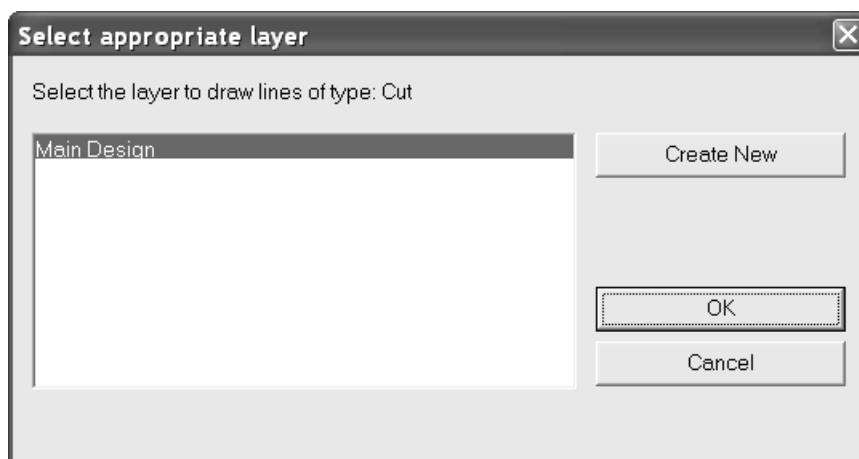 Select appropriate layer
Select the layer to draw lines of type: Cut
Main Design
Create New
OK
Cancel